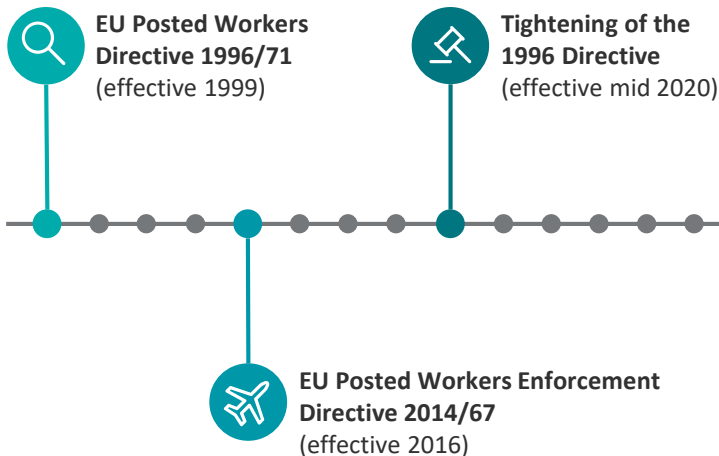 EU Posted Workers
Directive 1996/71
(effective 1999)
Tightening of the
1996 Directive
(effective mid 2020)
EU Posted Workers Enforcement
Directive 2014/67
(effective 2016)